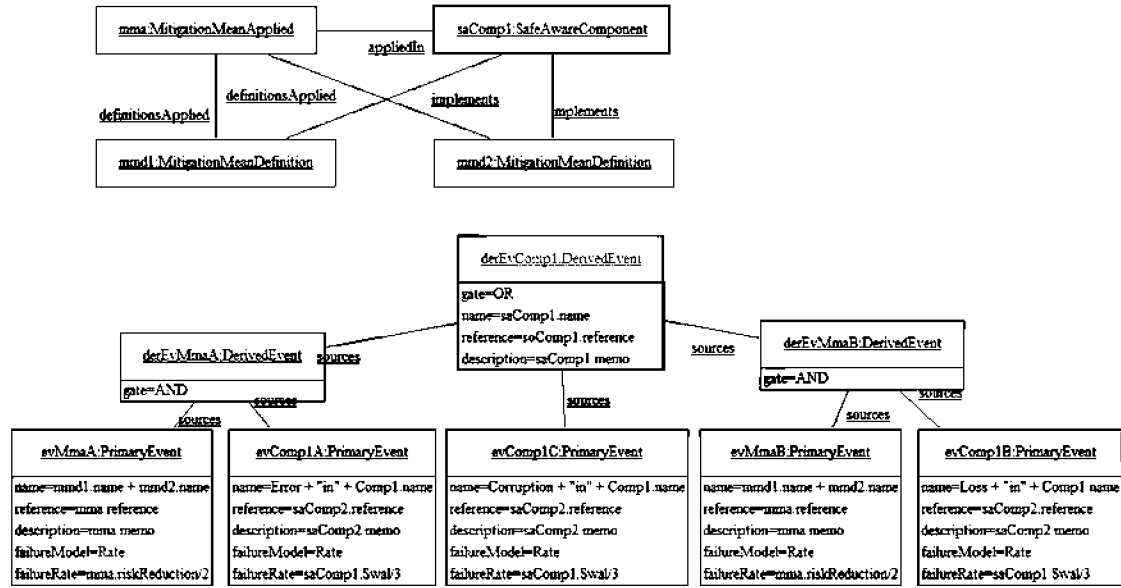 mma:MitigationMeanApplied
saComp1:SafeAwareComponent
appliedIn
definitionsApplied
definitionsApplied
implements
implements
mmd1:MitigationMeanDefinition
mmd2:MitigationMeanDefinition
derEvComp1.DerivedEvent
gate=OR
name=saComp1.name
reference=soComp1.reference
description=saComp1 memo
derEvMmaA:DerivedEvent
gate=AND
sources
sources
derEvMmaB:DerivedEvent
gate=AND
sources
sources
sources
sources
sources
evMmaA:PrimaryEvent
name=mmd1.name + mmd2.name
reference=mma.reference
description=mma memo
failureModel=Rate
failureRate=mma.riskReduction/2
evComp1A:PrimaryEvent
name=Error + "in" + Comp1.name
reference=saComp2.reference
description=saComp2 memo
failureModel=Rate
failureRate=saComp1.Swal/3
evComp1C:PrimaryEvent
name=Corruption + "in" + Comp1.name
reference=saComp2.reference
description=saComp2 memo
failureModel=Rate
failureRate=saComp1.Swal/3
evMmaB:PrimaryEvent
name=mmd1.name + mmd2.name
reference=mma.reference
description=mma memo
failureModel=Rate
failureRate=mma.riskReduction/2
evComp1B:PrimaryEvent
name=Loss + "in" + Comp1 name
reference=saComp2.reference
description=saComp2 memo
failureModel=Rate
failureRate=saComp1 Swal/3